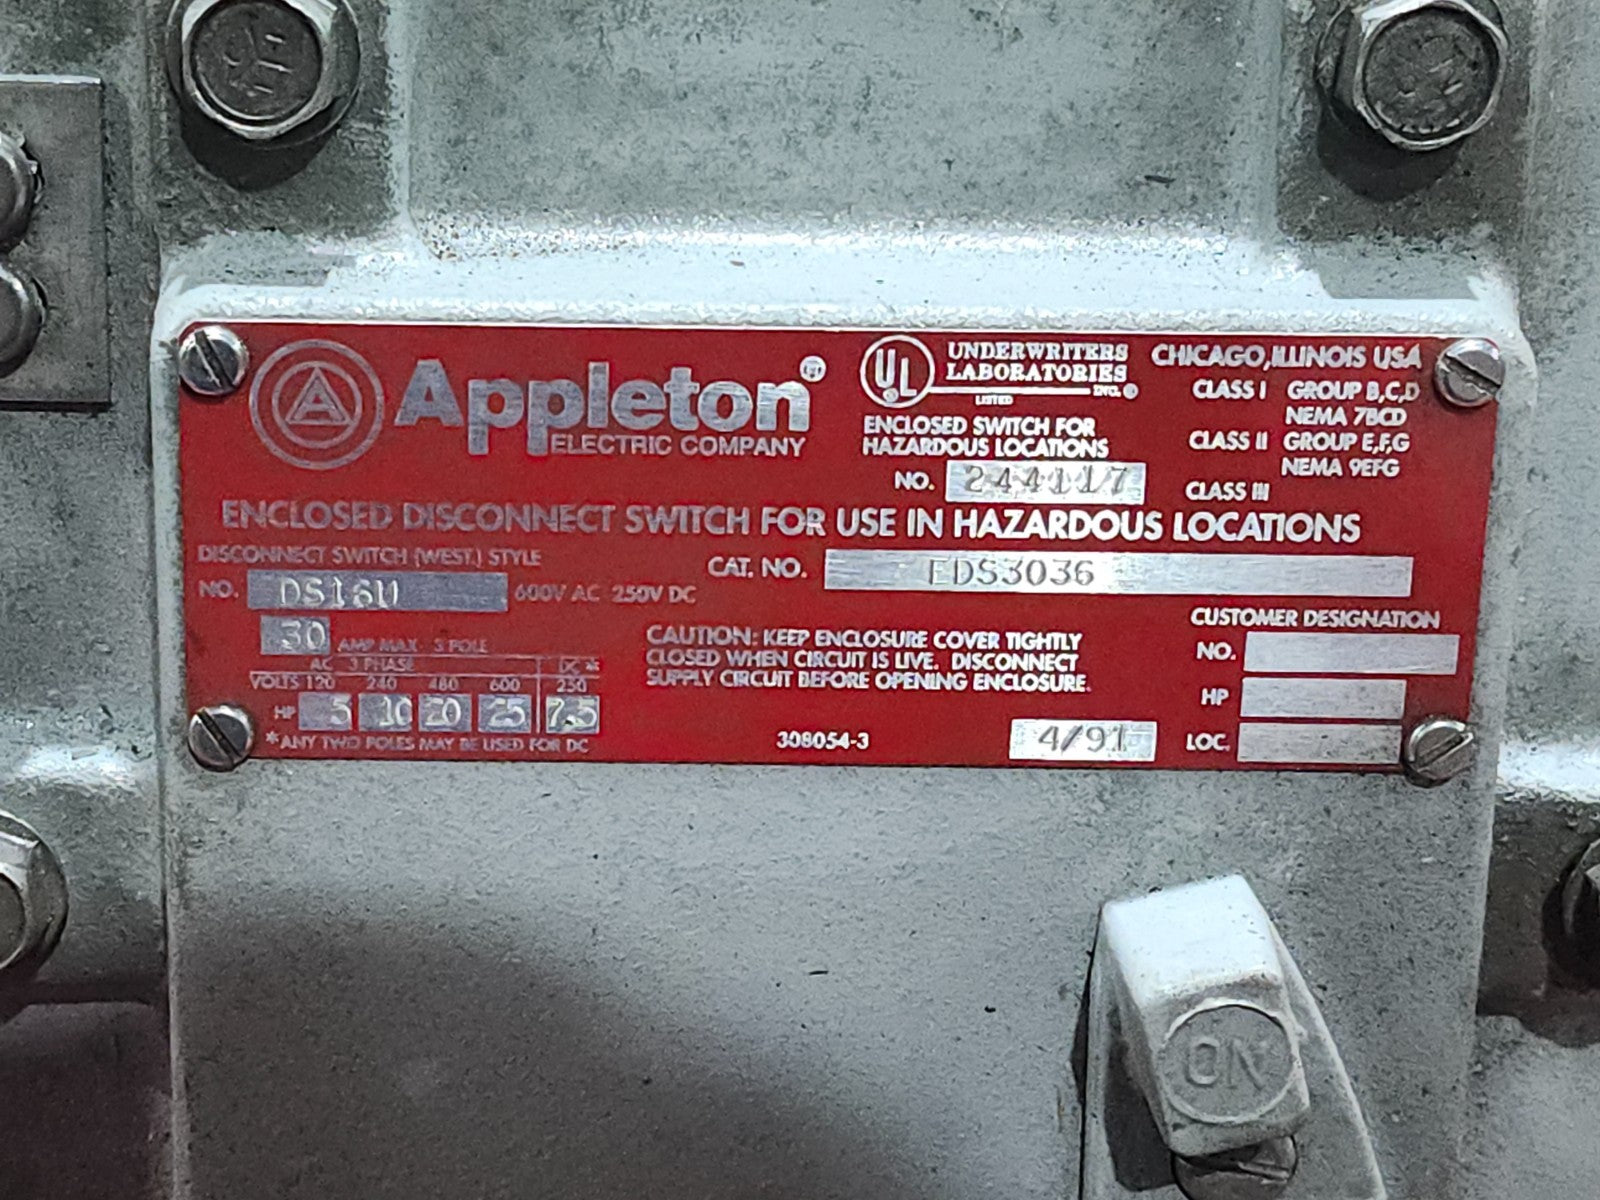 A
Appleton®
ELECTRIC COMPANY
UL®
UNDERWRITERS
LABORATORIES
INC.®
LISTED
ENCLOSED SWITCH FOR
HAZARDOUS LOCATIONS
NO. 244117
CHICAGO, ILLINOIS USA
CLASS I GROUP B,C,D
NEMA 7BCD
CLASS II GROUP E,F,G
NEMA 9EFG
CLASS III
ENCLOSED DISCONNECT SWITCH FOR USE IN HAZARDOUS LOCATIONS
DISCONNECT SWITCH (WEST.) STYLE
NO. DS16U 600V AC 250V DC
CAT. NO. EDS3036
30 AMP MAX. 3 POLE
AC 3 PHASE DC*
VOLTS 120 240 480 600 250
HP 5 10 20 25 7.5
*ANY TWO POLES MAY BE USED FOR DC
CAUTION: KEEP ENCLOSURE COVER TIGHTLY
CLOSED WHEN CIRCUIT IS LIVE. DISCONNECT
SUPPLY CIRCUIT BEFORE OPENING ENCLOSURE.
308054-3
4/91
CUSTOMER DESIGNATION
NO.
HP
LOC.
ON